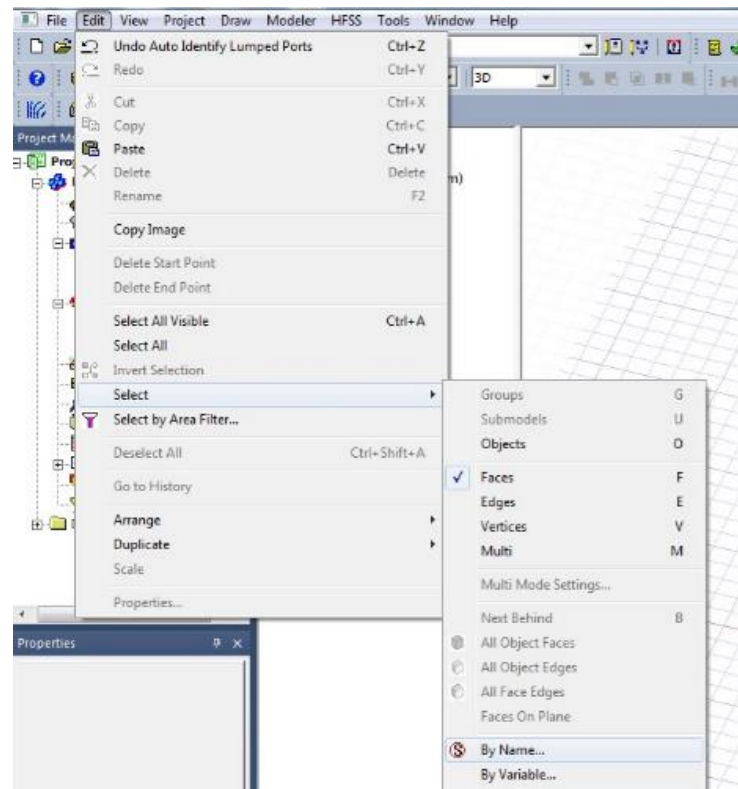 File Edit View Project Draw Modeler HFSS Tools Window Help
Undo Auto Identify Lumped Ports Ctrl+Z
Redo Ctrl+Y
3D
Cut Ctrl+X
Copy Ctrl+C
Project
Paste Ctrl+V
Delete Delete
Rename F2
Copy Image
Delete Start Point
Delete End Point
Select All Visible Ctrl+A
Select All
Invert Selection
Select
Select by Area Filter...
Deselect All Ctrl+Shift+A
Go to History
Arrange
Duplicate
Scale
Properties...
Groups G
Submodels U
Objects O
Faces F
Edges E
Vertices V
Multi M
Multi Mode Settings...
Next Behind B
All Object Faces
All Object Edges
All Face Edges
Faces On Plane
By Name...
By Variable...
Properties